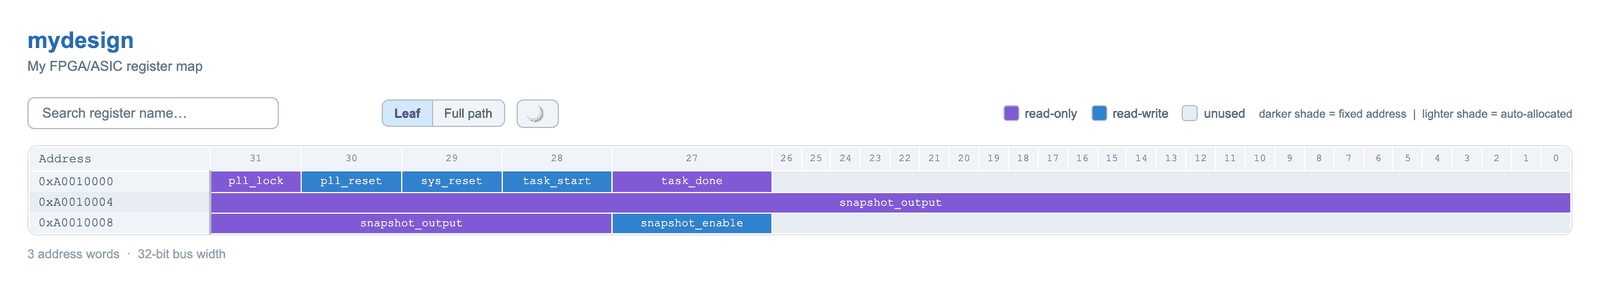 mydesign
My FPGA/ASIC register map
Search register name…
Leaf Full path
read-only read-write unused darker shade = fixed address | lighter shade = auto-allocated
Address 31 30 29 28 27 26 25 24 23 22 21 20 19 18 17 16 15 14 13 12 11 10 9 8 7 6 5 4 3 2 1 0
0xA0010000 pll_lock pll_reset sys_reset task_start task_done
0xA0010004 snapshot_output
0xA0010008 snapshot_output snapshot_enable
3 address words · 32-bit bus width